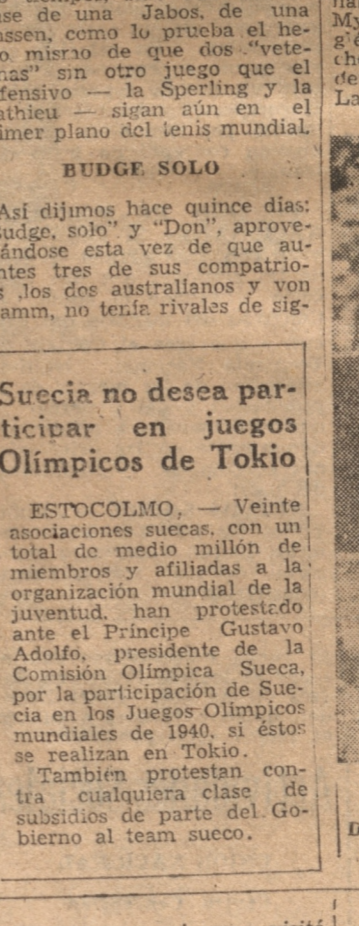 se de una Jabos, de una
ssen, como lo prueba el he-
o mismo de que dos "vete-
nas" sin otro juego que el
fensivo — la Sperling y la
athieu — sigan aún en el
imer plano del tenis mundial.
BUDGE SOLO
Así dijimos hace quince días:
udge, solo" y "Don", aprove-
ándose esta vez de que au-
ntes tres de sus compatrio-
s ,los dos australianos y von
amm, no tenía rivales de sig-
Suecia no desea par-
ticipar en juegos
Olímpicos de Tokio
ESTOCOLMO, — Veinte
asociaciones suecas, con un
total de medio millón de
miembros y afiliadas a la
organización mundial de la
juventud, han protestado
ante el Príncipe Gustavo
Adolfo, presidente de la
Comisión Olímpica Sueca,
por la participación de Sue-
cia en los Juegos Olímpicos
mundiales de 1940, si éstos
se realizan en Tokio.
También protestan con-
tra cualquiera clase de
subsidios de parte del Go-
bierno al team sueco.